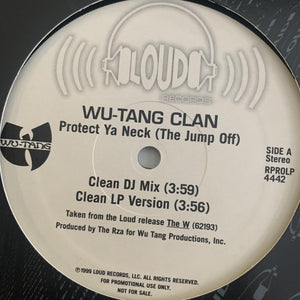 LOUD
RECORDS
WU-TANG CLAN
Protect Ya Neck (The Jump Off)
WU-TANG
SIDE A
Stereo
RPROLP
4442
Clean DJ Mix (3:59)
Clean LP Version (3:56)
Taken from the Loud release The W (62193)
Produced by The Rza for Wu Tang Productions, Inc.
©1999 LOUD RECORDS, LLC. ALL RIGHTS RESERVED.
FOR PROMOTIONAL USE ONLY.
NOT FOR SALE.